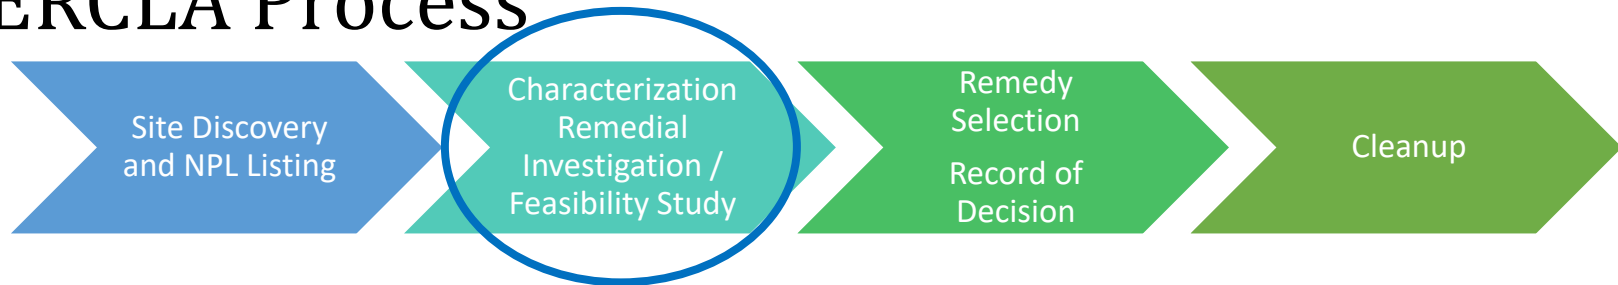 ERCLA Process
Site Discovery
and NPL Listing
Characterization
Remedial
Investigation /
Feasibility Study
Remedy
Selection
Record of
Decision
Cleanup